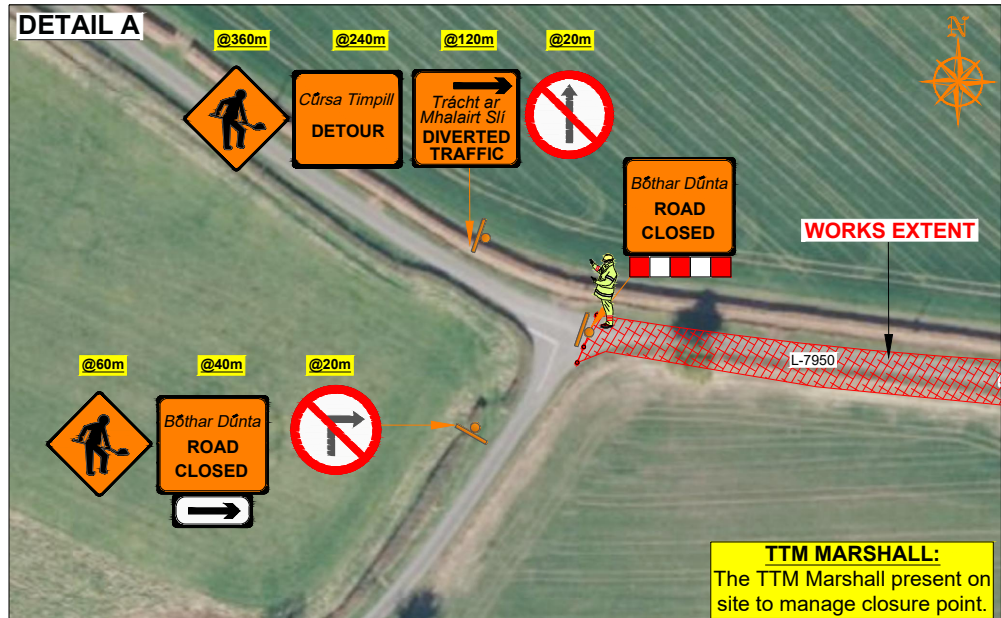 DETAIL A
@360m
@240m
@120m
@20m
N
Cúrsa Timpill
DETOUR
Trácht ar
Mhalairt Slí
DIVERTED
TRAFFIC
Bóthar Dúnta
ROAD
CLOSED
WORKS EXTENT
L-7950
@60m
@40m
@20m
Bóthar Dúnta
ROAD
CLOSED
TTM MARSHALL:
The TTM Marshall present on
site to manage closure point.